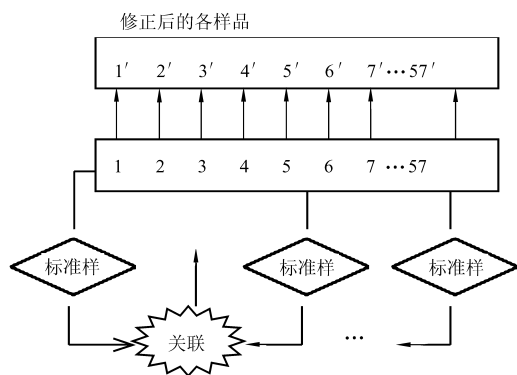 修正后的各样品
1′ 2′ 3′ 4′ 5′ 6′ 7′…57′
1 2 3 4 5 6 7 …57
标准样 标准样 标准样
关联 …